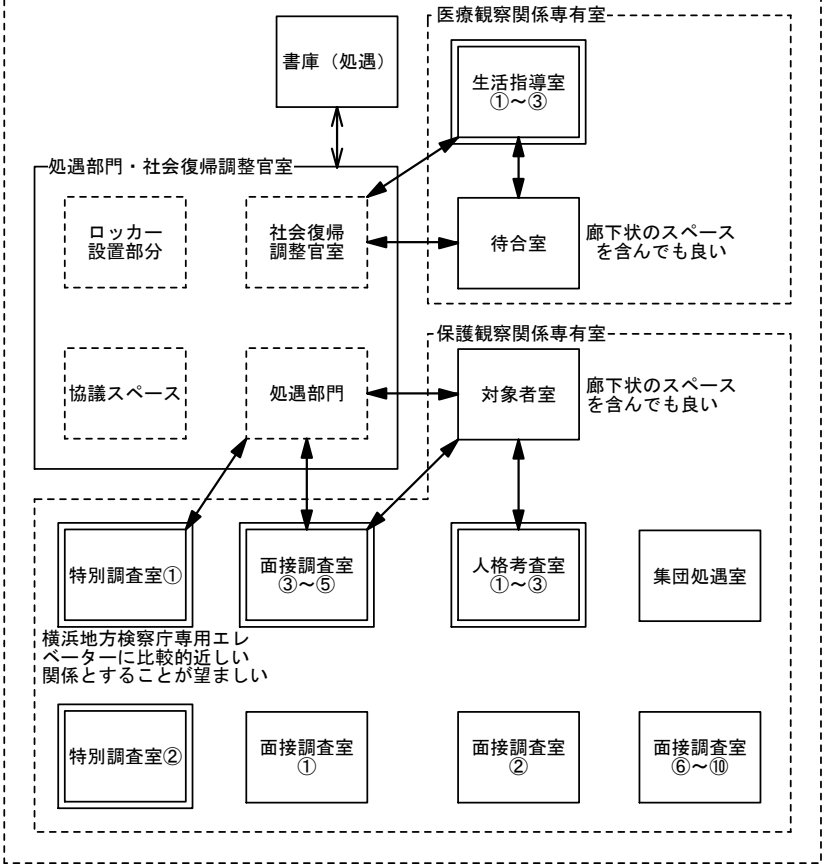 医療観察関係専有室
書庫（処遇）
生活指導室
①～③
処遇部門・社会復帰調整官室
ロッカー
設置部分
社会復帰
調整官室
待合室
廊下状のスペース
を含んでも良い
保護観察関係専有室
協議スペース
処遇部門
対象者室
廊下状のスペース
を含んでも良い
特別調査室①
面接調査室
③～⑤
人格考査室
①～③
集団処遇室
横浜地方検察庁専用エレ
ベーターに比較的近しい
関係とすることが望ましい
特別調査室②
面接調査室
①
面接調査室
②
面接調査室
⑥～⑩